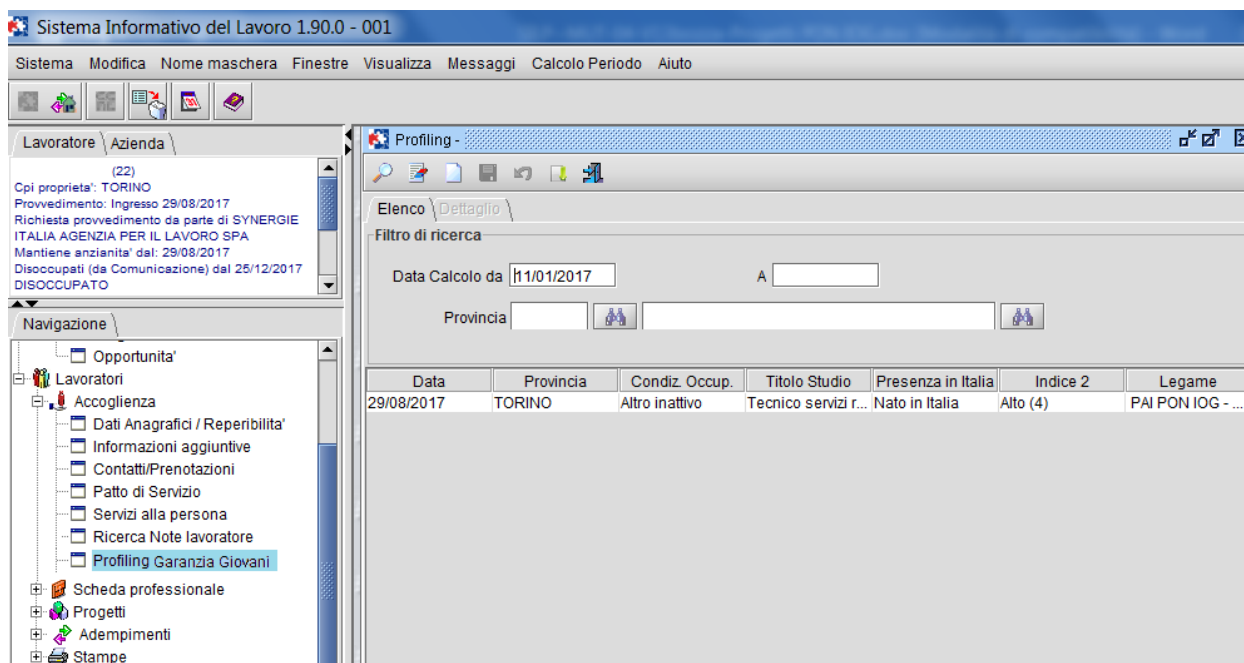 Sistema Informativo del Lavoro 1.90.0 - 001
Sistema Modifica Nome maschera Finestre Visualizza Messaggi Calcolo Periodo Aiuto
Lavoratore Azienda
(22)
Cpi proprieta': TORINO
Provvedimento: Ingresso 29/08/2017
Richiesta provvedimento da parte di SYNERGIE
ITALIA AGENZIA PER IL LAVORO SPA
Mantiene anzianita' dal: 29/08/2017
Disoccupati (da Comunicazione) dal 25/12/2017
DISOCCUPATO
Navigazione
Opportunita'
Lavoratori
Accoglienza
Dati Anagrafici / Reperibilita'
Informazioni aggiuntive
Contatti/Prenotazioni
Patto di Servizio
Servizi alla persona
Ricerca Note lavoratore
Profiling Garanzia Giovani
Scheda professionale
Progetti
Adempimenti
Stampe
Profiling -
Elenco Dettaglio
Filtro di ricerca
Data Calcolo da 11/01/2017 A
Provincia
Data Provincia Condiz. Occup. Titolo Studio Presenza in Italia Indice 2 Legame
29/08/2017 TORINO Altro inattivo Tecnico servizi r... Nato in Italia Alto (4) PAI PON IOG - ...